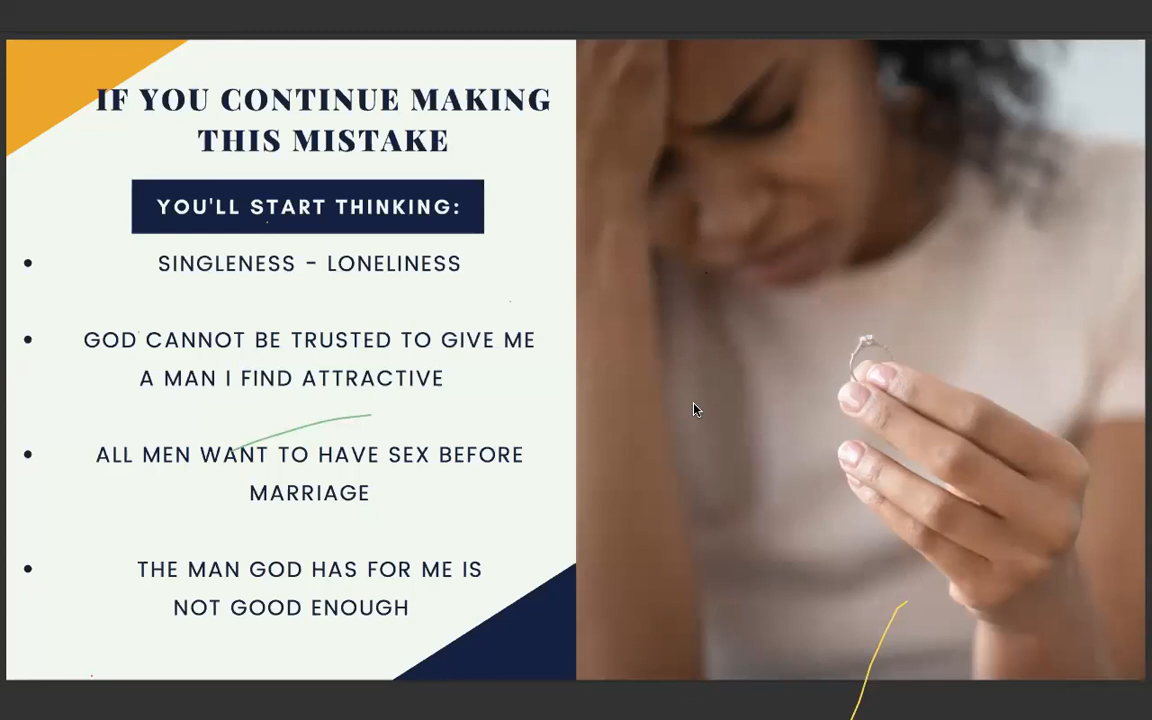 IF YOU CONTINUE MAKING
THIS MISTAKE
YOU'LL START THINKING:
• SINGLENESS - LONELINESS
• GOD CANNOT BE TRUSTED TO GIVE ME
A MAN I FIND ATTRACTIVE
• ALL MEN WANT TO HAVE SEX BEFORE
MARRIAGE
• THE MAN GOD HAS FOR ME IS
NOT GOOD ENOUGH